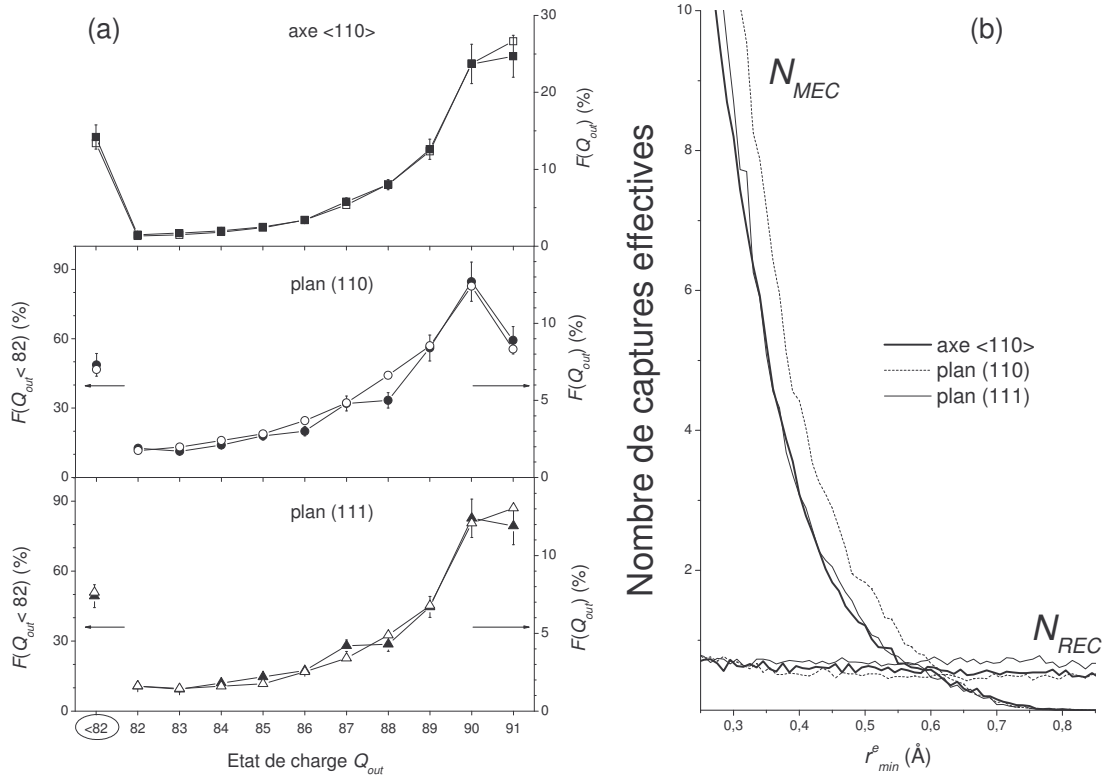 (a)
axe <110>
30
20
10
0
F(Q_out) (%)
plan (110)
90
60
30
0
F(Q_out < 82) (%)
10
5
0
F(Q_out) (%)
plan (111)
90
60
30
0
F(Q_out < 82) (%)
10
5
0
F(Q_out) (%)
<82 82 83 84 85 86 87 88 89 90 91
Etat de charge Q_out
(b)
N_MEC
10
8
6
4
2
Nombre de captures effectives
axe <110>
plan (110)
plan (111)
N_REC
0,3 0,4 0,5 0,6 0,7 0,8
r^e_min (Å)